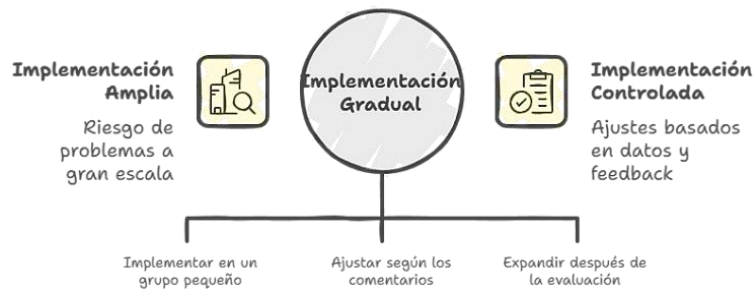 Implementación
Amplia
Riesgo de
problemas a
gran escala
Implementación
Gradual
Implementación
Controlada
Ajustes basados
en datos y
feedback
Implementar en un
grupo pequeño
Ajustar según los
comentarios
Expandir después de
la evaluación